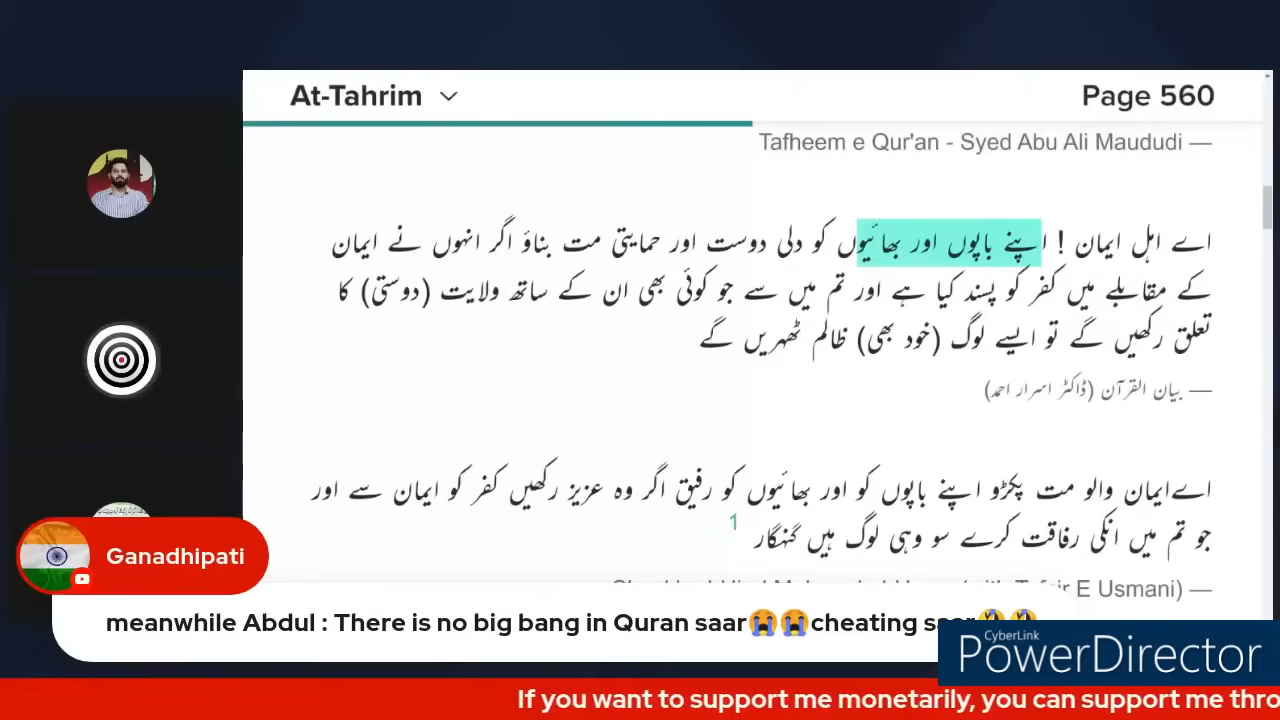 At-Tahrim
Page 560
Tafheem e Qur'an - Syed Abu Ali Maududi —
اے اہل ایمان ! اپنے باپوں اور بھائیوں کو دلی دوست اور حمایتی مت بناؤ اگر انہوں نے ایمان
کے مقابلے میں کفر کو پسند کیا ہے اور تم میں سے جو کوئی بھی ان کے ساتھ ولایت (دوستی) کا
تعلق رکھیں گے تو ایسے لوگ (خود بھی) ظالم ٹھہریں گے
— بیان القرآن (ڈاکٹر اسرار احمد)
اےایمان والو مت پکڑو اپنے باپوں کو اور بھائیوں کو رفیق اگر وہ عزیز رکھیں کفر کو ایمان سے اور
جو تم میں انکی رفاقت کرے سو وہی لوگ ہیں گنہگار 1
E Usmani) —
Ganadhipati
meanwhile Abdul : There is no big bang in Quran saar😭😭cheating saar🤣🤣
CyberLink
PowerDirector
If you want to support me monetarily, you can support me thro